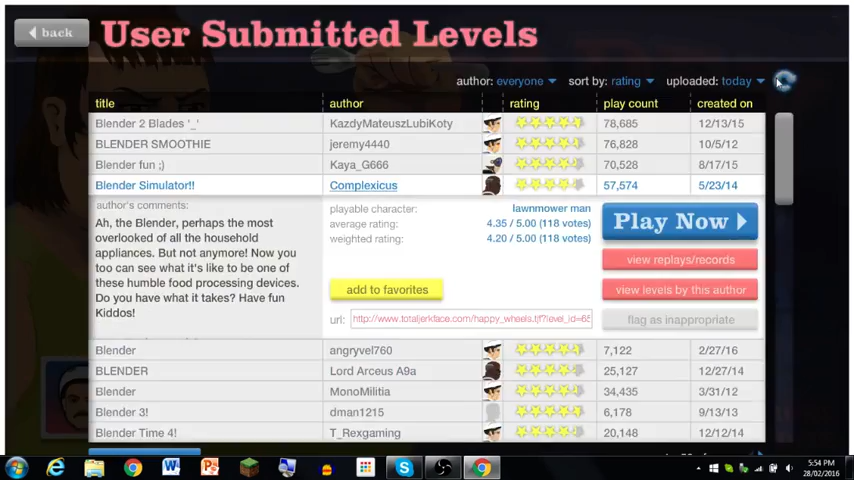 back
User Submitted Levels
author: everyone sort by: rating uploaded: today
title author rating play count created on
Blender 2 Blades '_' KazdyMateuszLubiKoty 78,685 12/13/15
BLENDER SMOOTHIE jeremy4440 76,828 10/5/12
Blender fun ;) Kaya_G666 70,528 8/17/15
Blender Simulator!! Complexicus 57,574 5/23/14
author's comments:
Ah, the Blender, perhaps the most
overlooked of all the household
appliances. But not anymore! Now you
too can see what it's like to be one of
these humble food processing devices.
Do you have what it takes? Have fun
Kiddos!
playable character: lawnmower man
average rating: 4.35 / 5.00 (118 votes)
weighted rating: 4.20 / 5.00 (118 votes)
add to favorites
url: http://www.totaljerkface.com/happy_wheels.tjf?level_id=65
Play Now
view replays/records
view levels by this author
flag as inappropriate
Blender angryvel760 7,122 2/27/16
BLENDER Lord Arceus A9a 25,127 12/27/14
Blender MonoMilitia 34,435 3/31/12
Blender 3! dman1215 6,178 9/13/13
Blender Time 4! T_Rexgaming 20,148 12/12/14
5:54 PM
28/02/2016